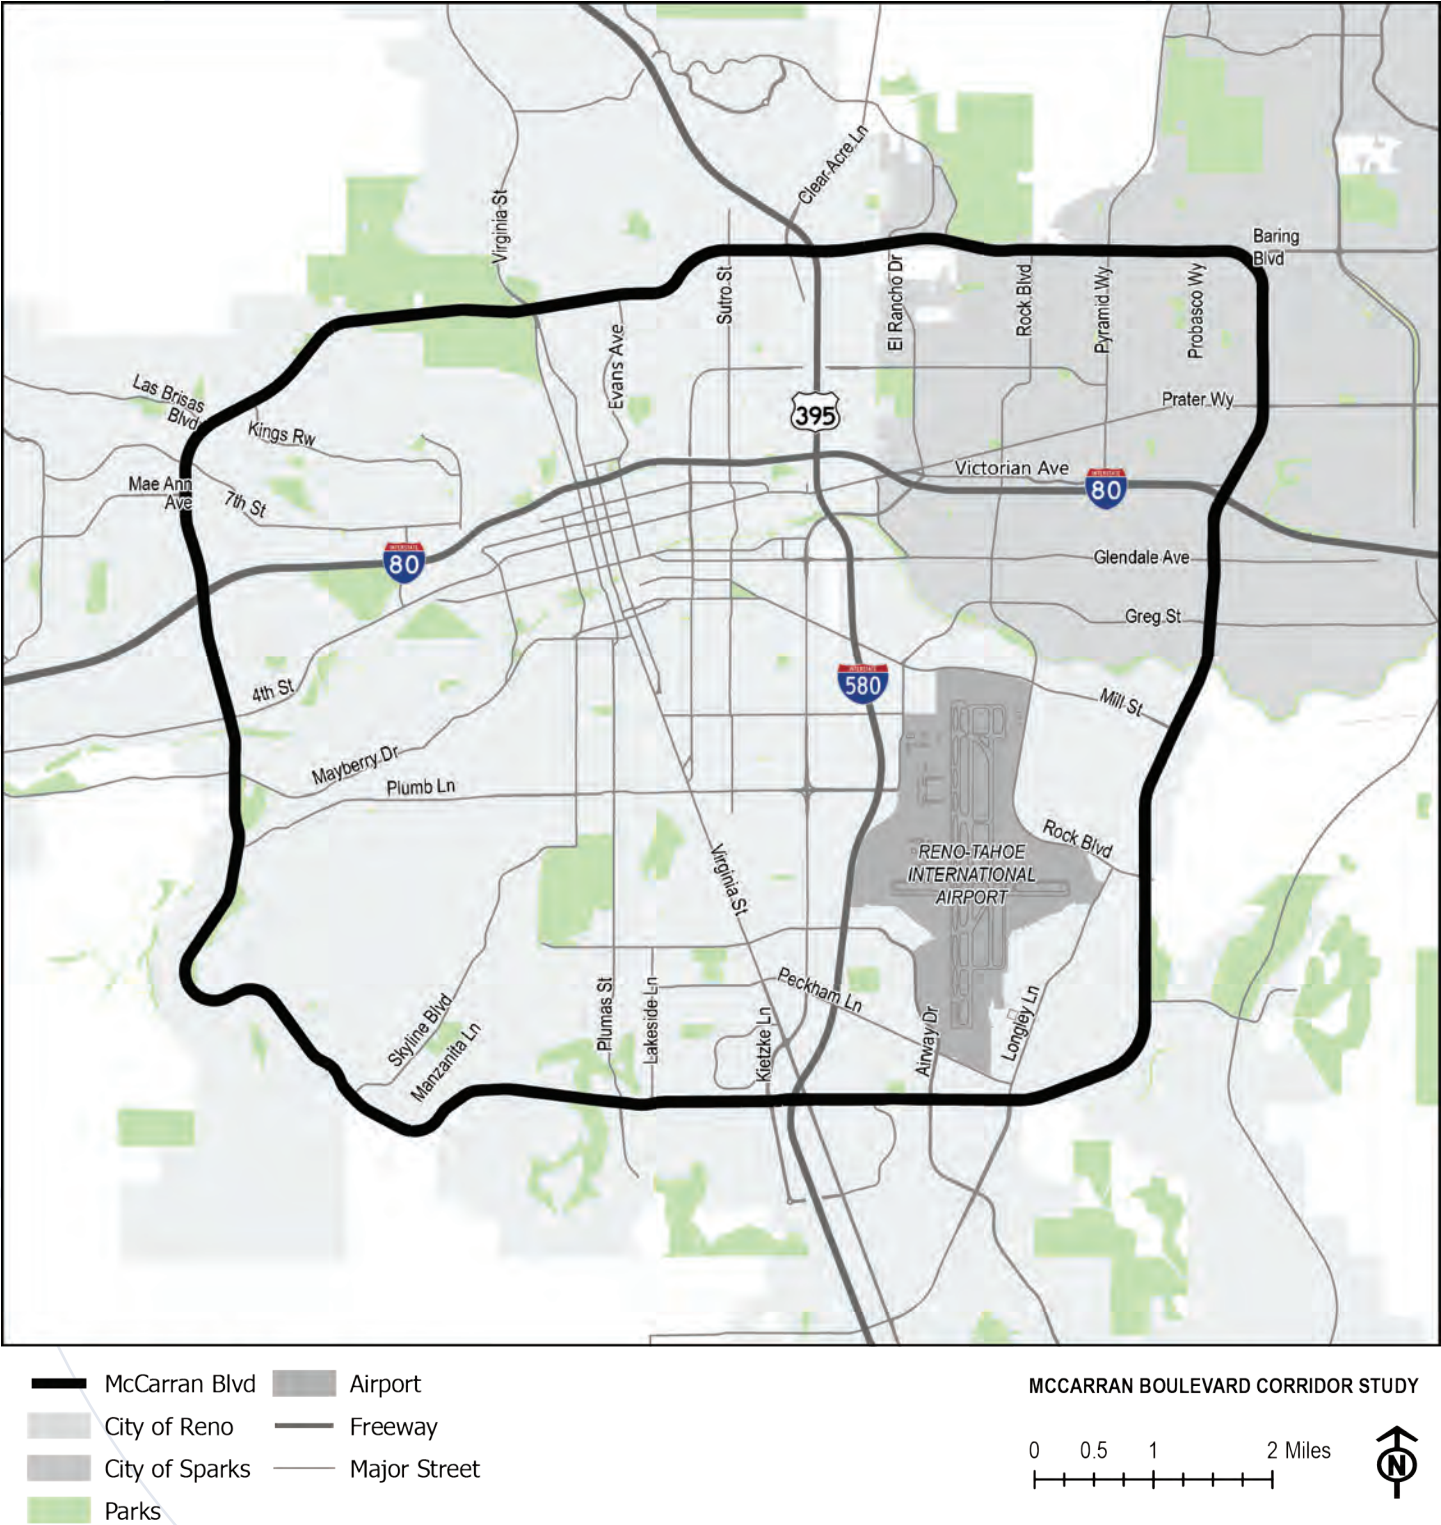 Clear Acre Ln
Virginia St
Baring
Blvd
Sutro St
El Rancho Dr
Rock Blvd
Pyramid Wy
Probasco Wy
Evans Ave
Las Brisas
Blvd
Kings Rw
395
Prater Wy
Mae Ann
Ave
7th St
Victorian Ave
INTERSTATE
80
INTERSTATE
80
Glendale Ave
Greg St
INTERSTATE
580
4th St
Mill St
Mayberry Dr
Plumb Ln
Rock Blvd
RENO-TAHOE
INTERNATIONAL
AIRPORT
Virginia St
Peckham Ln
Skyline Blvd
Manzanita Ln
Plumas St
Lakeside Ln
Kietzke Ln
Airway Dr
Longley Ln
McCarran Blvd
City of Reno
City of Sparks
Parks
Airport
Freeway
Major Street
MCCARRAN BOULEVARD CORRIDOR STUDY
0 0.5 1 2 Miles
N